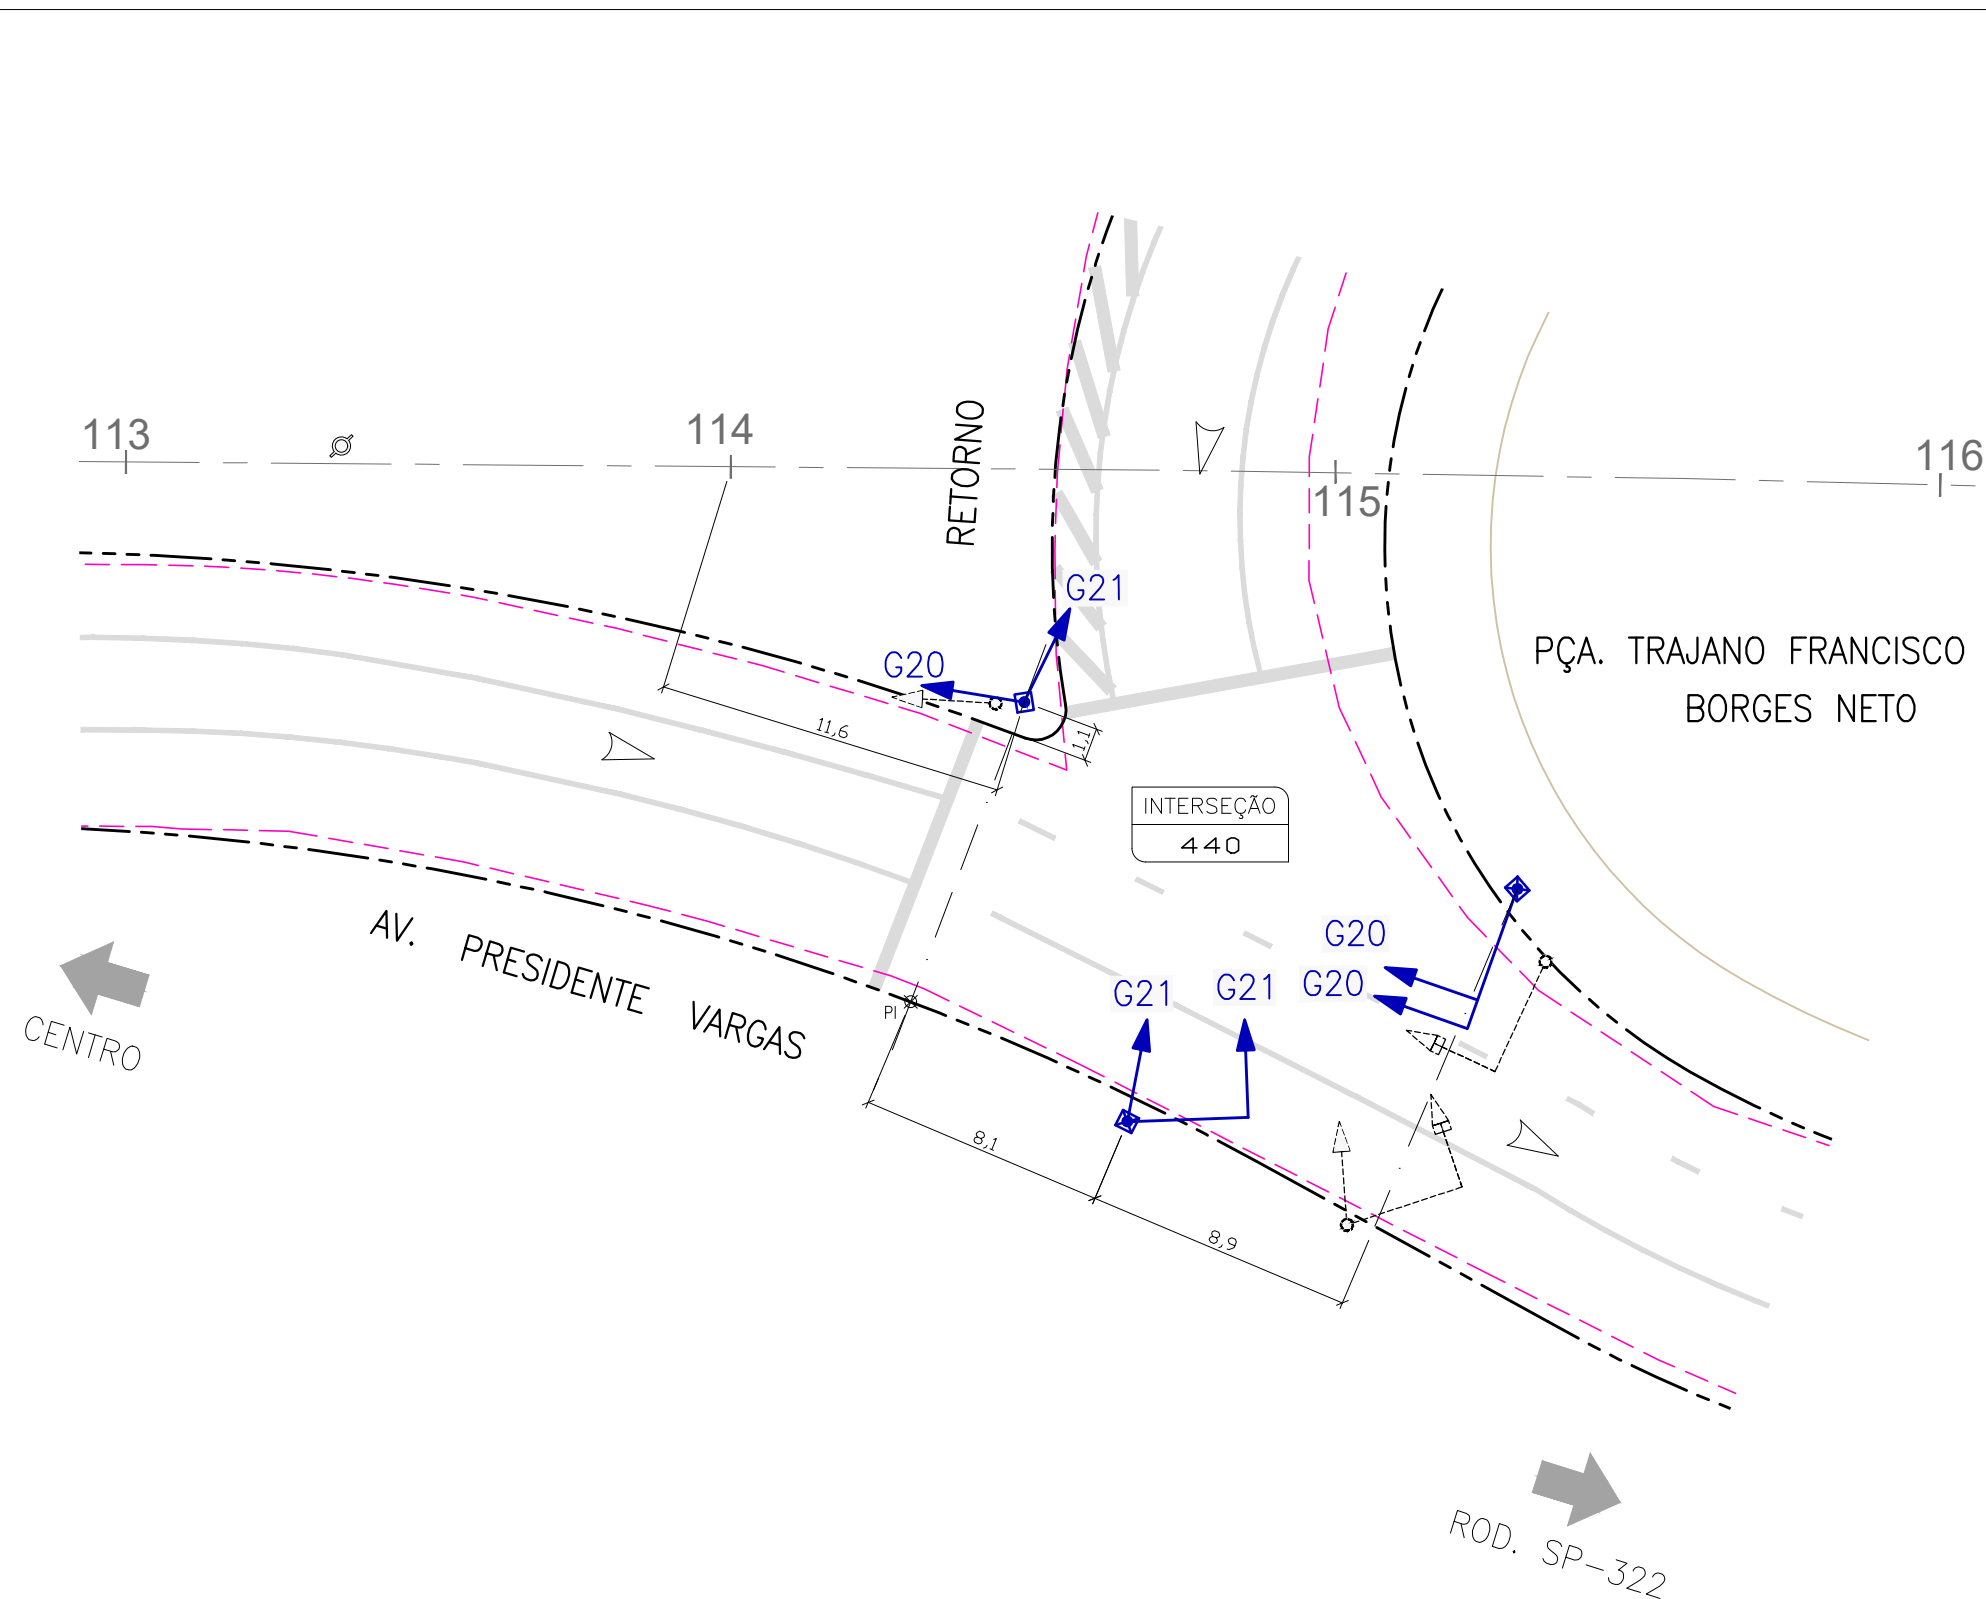 113
114
115
116
RETORNO
G21
G20
PÇA. TRAJANO FRANCISCO
BORGES NETO
11,6
1,1
INTERSEÇÃO
440
AV. PRESIDENTE VARGAS
CENTRO
PI
G21
G21
G20
G20
8,1
8,9
ROD. SP-322